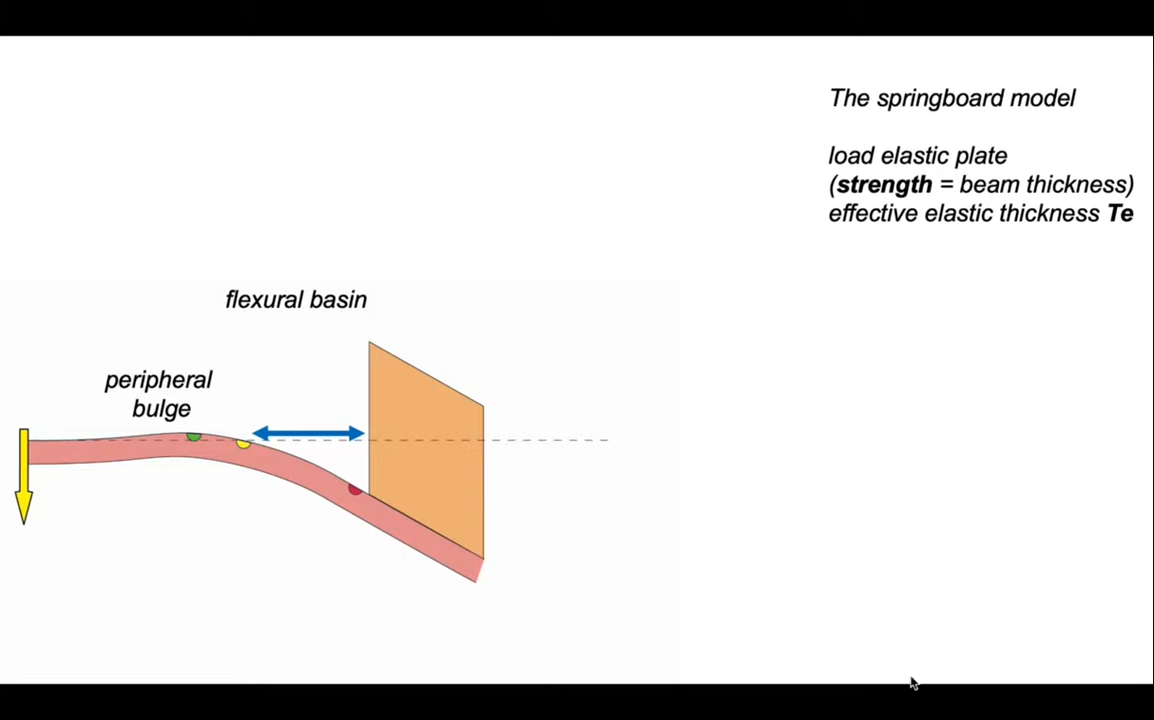 The springboard model
load elastic plate
(strength = beam thickness)
effective elastic thickness Te
flexural basin
peripheral
bulge